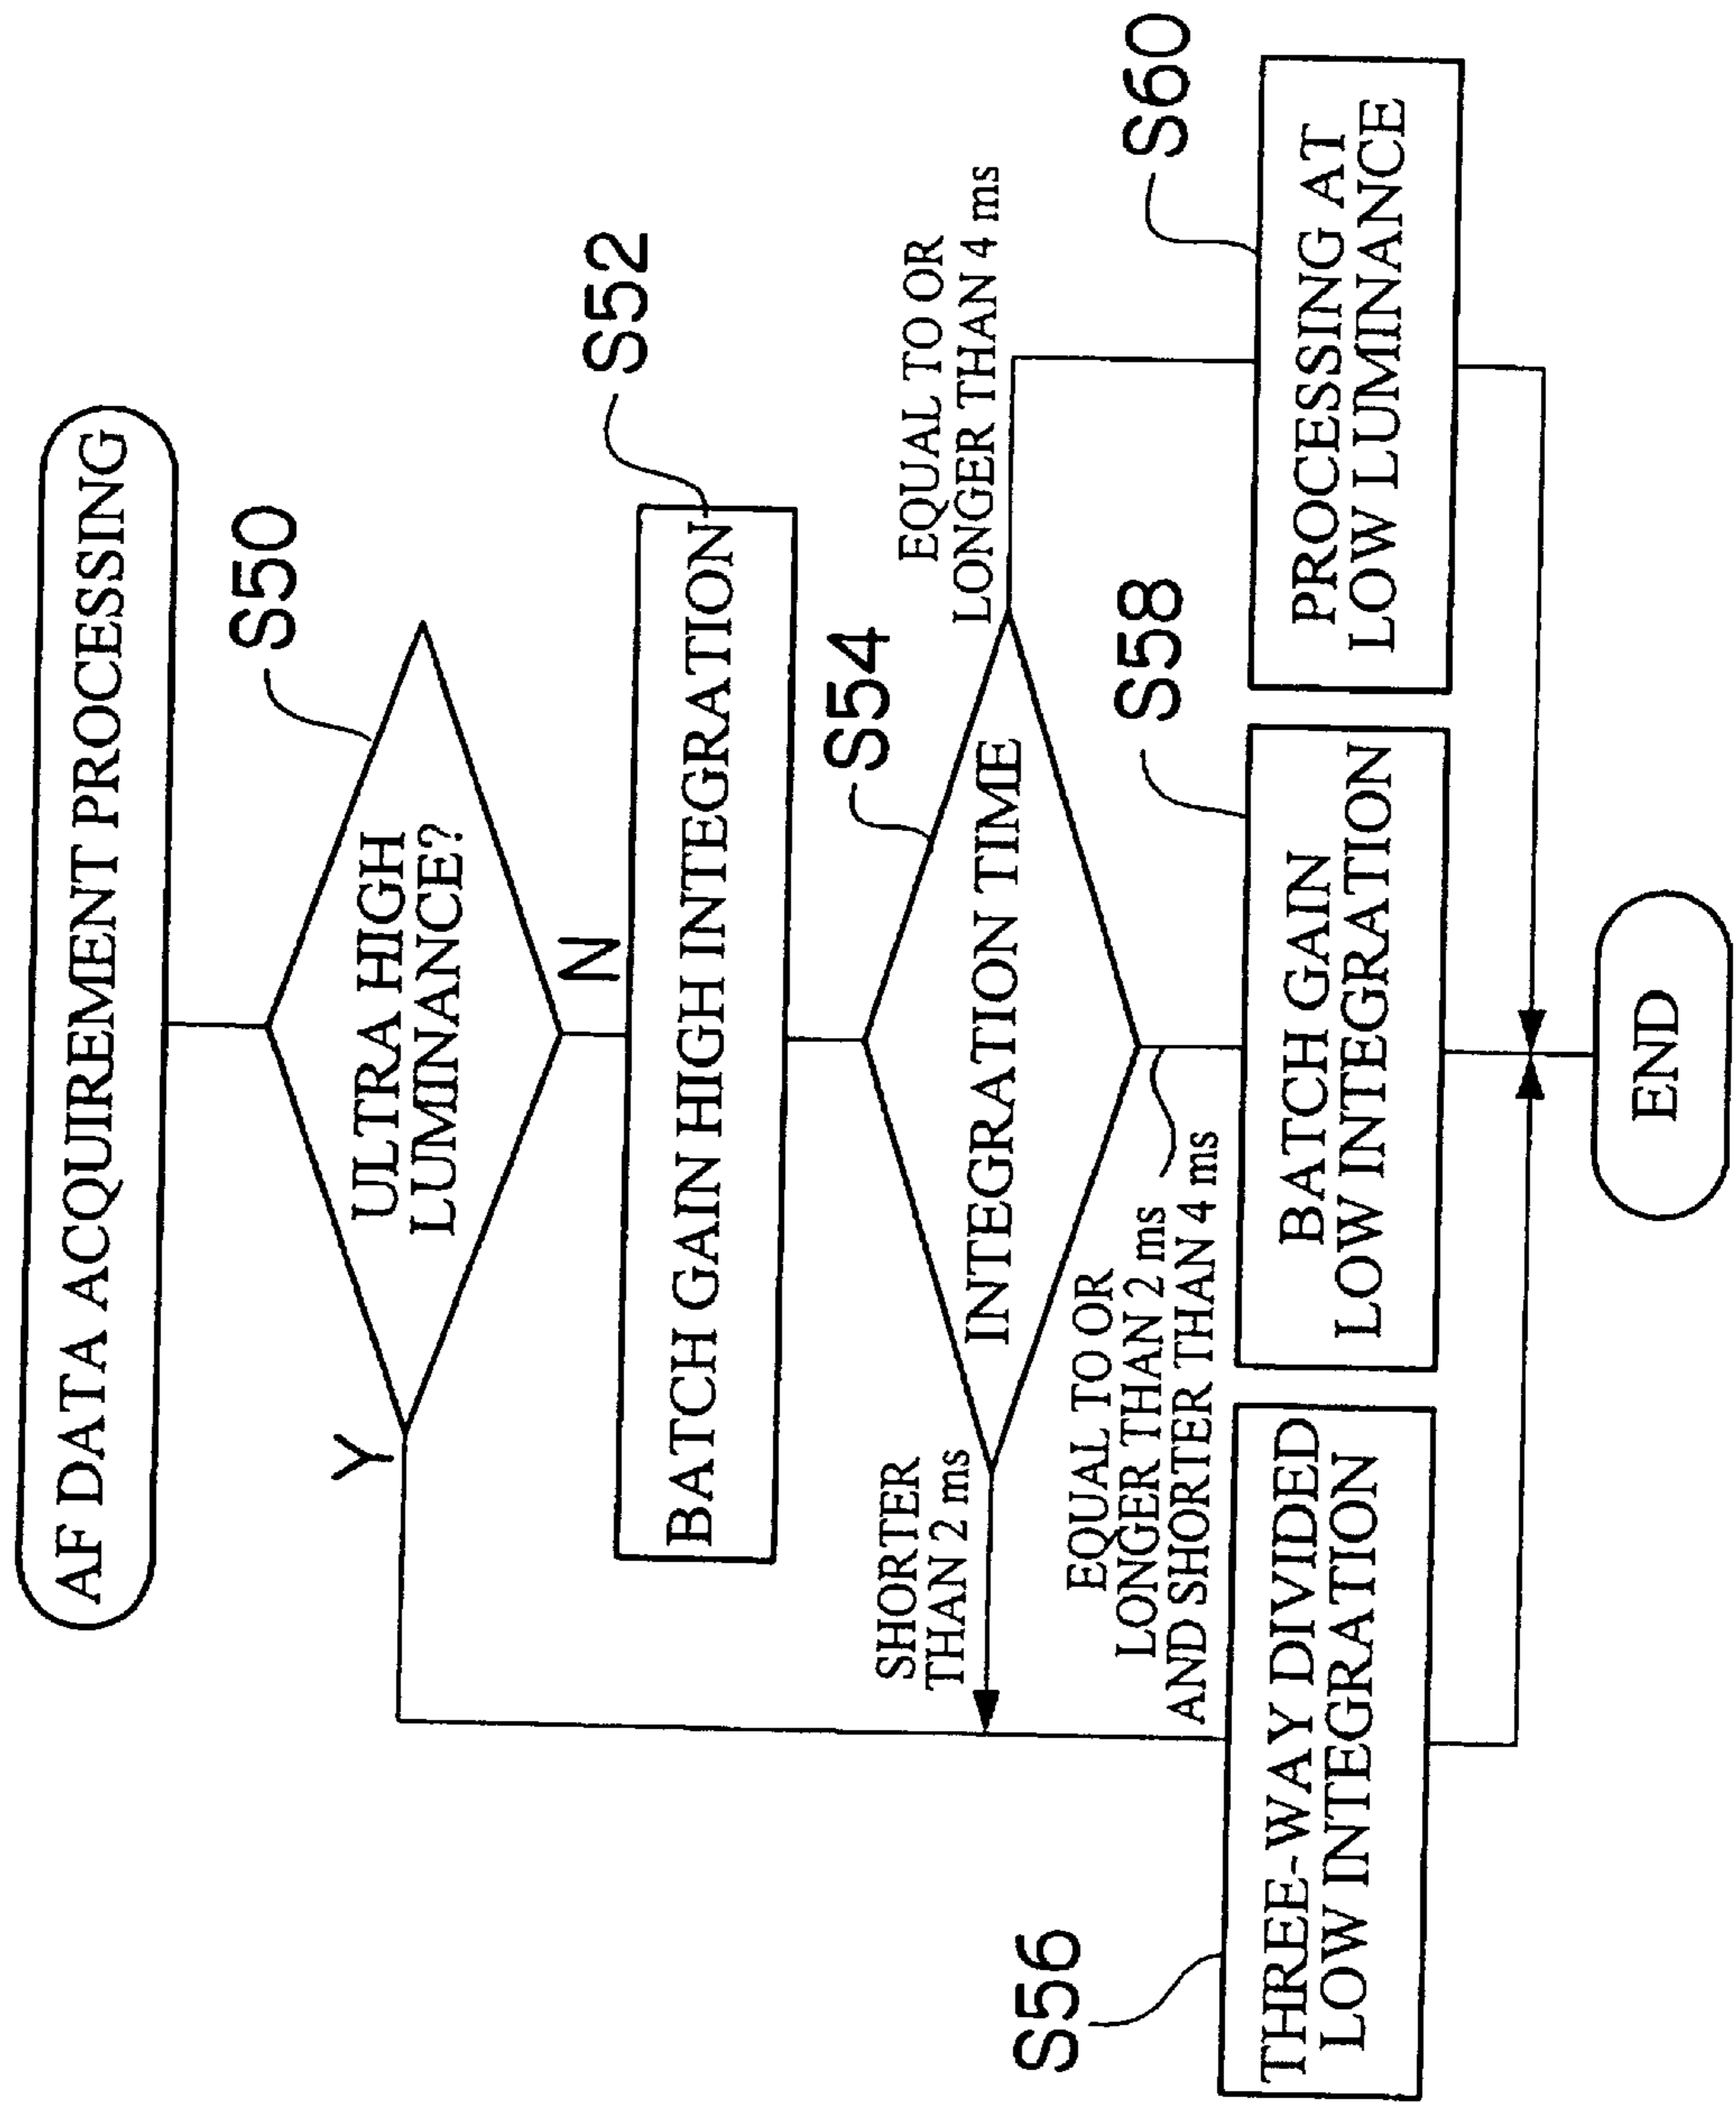 AF DATA ACQUIREMENT PROCESSING
S50
ULTRA HIGH
LUMINANCE?
Y
N
S52
BATCH GAIN HIGH INTEGRATION
S54
INTEGRATION TIME
SHORTER
THAN 2 ms
EQUAL TO OR
LONGER THAN 4 ms
EQUAL TO OR
LONGER THAN 2 ms
AND SHORTER THAN 4 ms
S56
THREE-WAY DIVIDED
LOW INTEGRATION
S58
BATCH GAIN
LOW INTEGRATION
S60
PROCESSING AT
LOW LUMINANCE
END